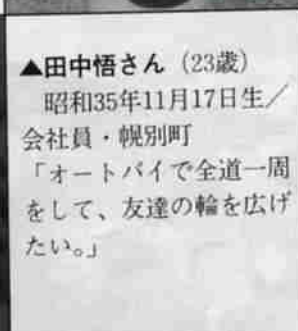 ▲田中悟さん（23歳）
昭和35年11月17日生／
会社員・幌別町
「オートバイで全道一周
をして、友達の輪を広げ
たい。」